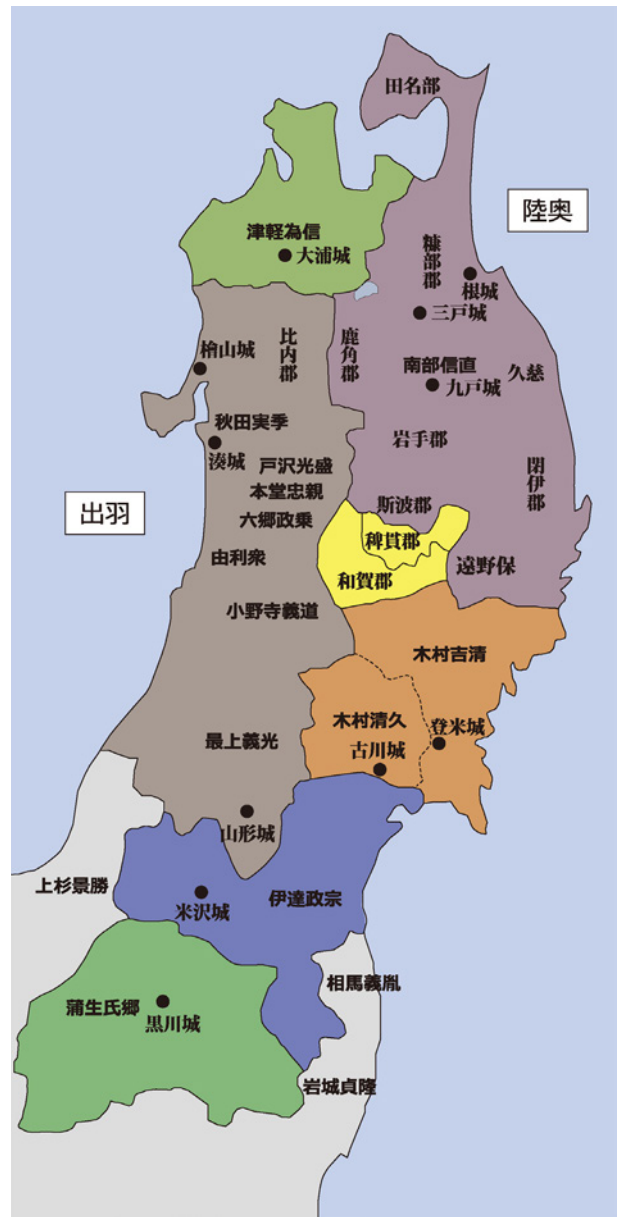 田名部
陸奥
津軽為信
大浦城
糠部郡
根城
三戸城
比内郡
鹿角郡
檜山城
南部信直
九戸城
久慈
秋田実季
湊城
岩手郡
戸沢光盛
閉伊郡
本堂忠親
斯波郡
出羽
六郷政乗
稗貫郡
由利衆
和賀郡
遠野保
小野寺義道
木村吉清
木村清久
登米城
最上義光
古川城
山形城
上杉景勝
伊達政宗
米沢城
相馬義胤
蒲生氏郷
黒川城
岩城貞隆